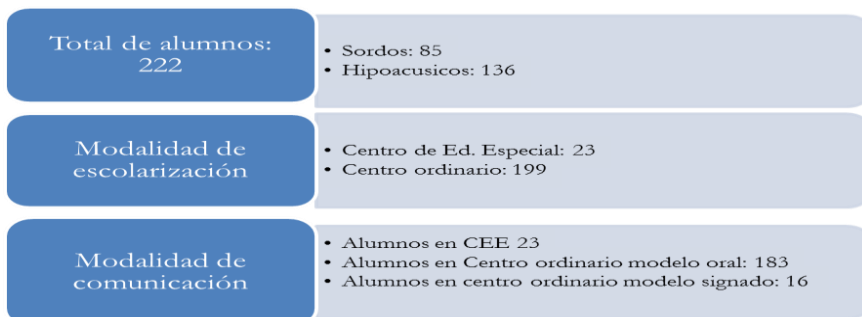 Total de alumnos:
222
• Sordos: 85
• Hipoacusicos: 136
Modalidad de
escolarización
• Centro de Ed. Especial: 23
• Centro ordinario: 199
Modalidad de
comunicación
• Alumnos en CEE 23
• Alumnos en Centro ordinario modelo oral: 183
• Alumnos en centro ordinario modelo signado: 16